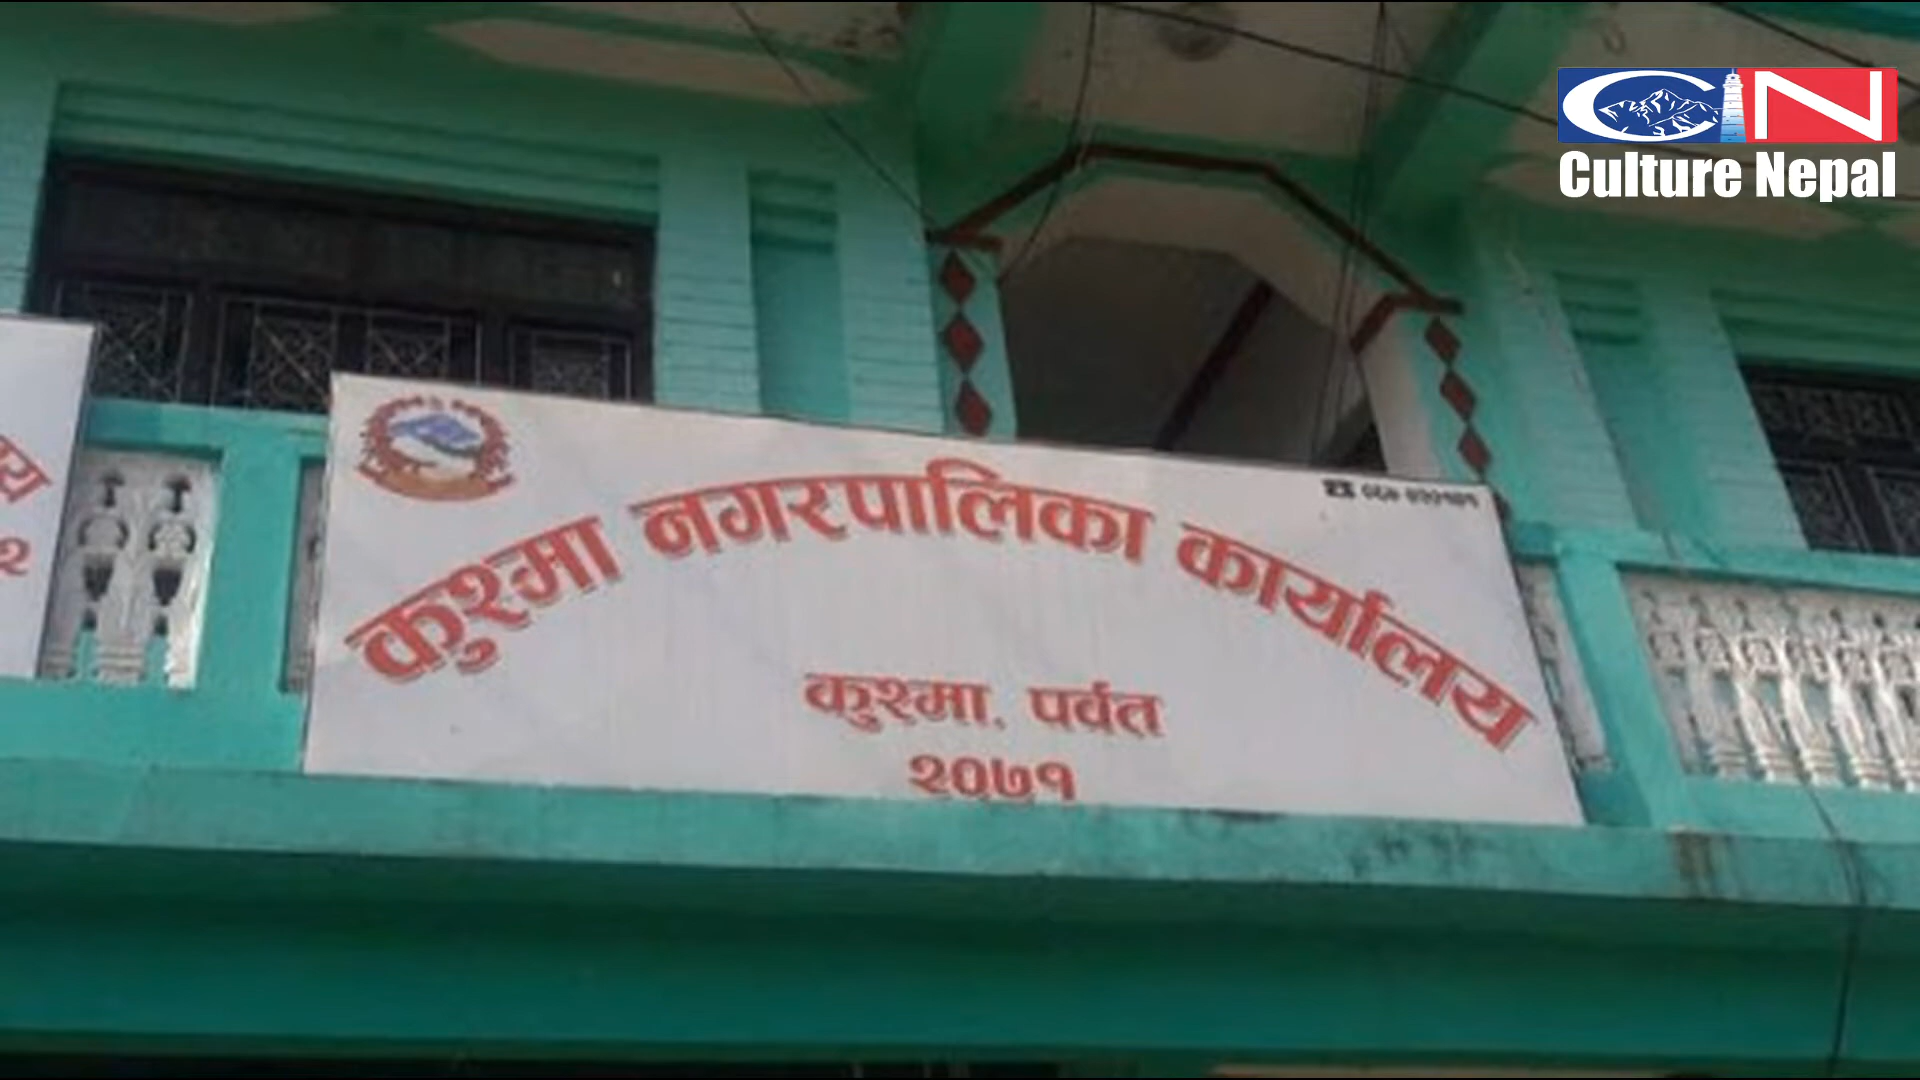 CN
Culture Nepal
कुश्मा नगरपालिका कार्यालय
कुश्मा, पर्वत
२०७१